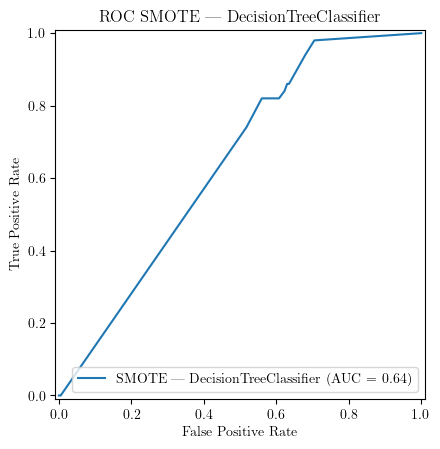 ROC SMOTE — DecisionTreeClassifier
1.0
0.8
0.6
0.4
0.2
0.0
True Positive Rate
SMOTE — DecisionTreeClassifier (AUC = 0.64)
0.0 0.2 0.4 0.6 0.8 1.0
False Positive Rate